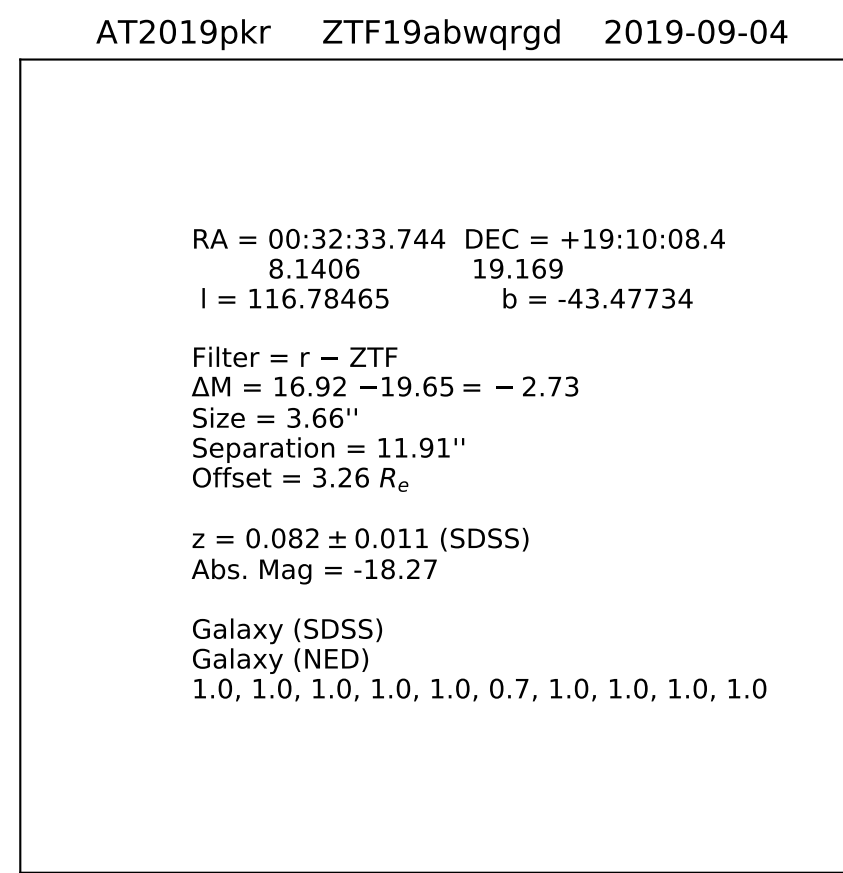 AT2019pkr ZTF19abwqrgd 2019-09-04
RA = 00:32:33.744 DEC = +19:10:08.4
8.1406 19.169
l = 116.78465 b = -43.47734
Filter = r − ZTF
ΔM = 16.92 −19.65 = − 2.73
Size = 3.66''
Separation = 11.91''
Offset = 3.26 Rₑ
z = 0.082 ± 0.011 (SDSS)
Abs. Mag = -18.27
Galaxy (SDSS)
Galaxy (NED)
1.0, 1.0, 1.0, 1.0, 1.0, 0.7, 1.0, 1.0, 1.0, 1.0